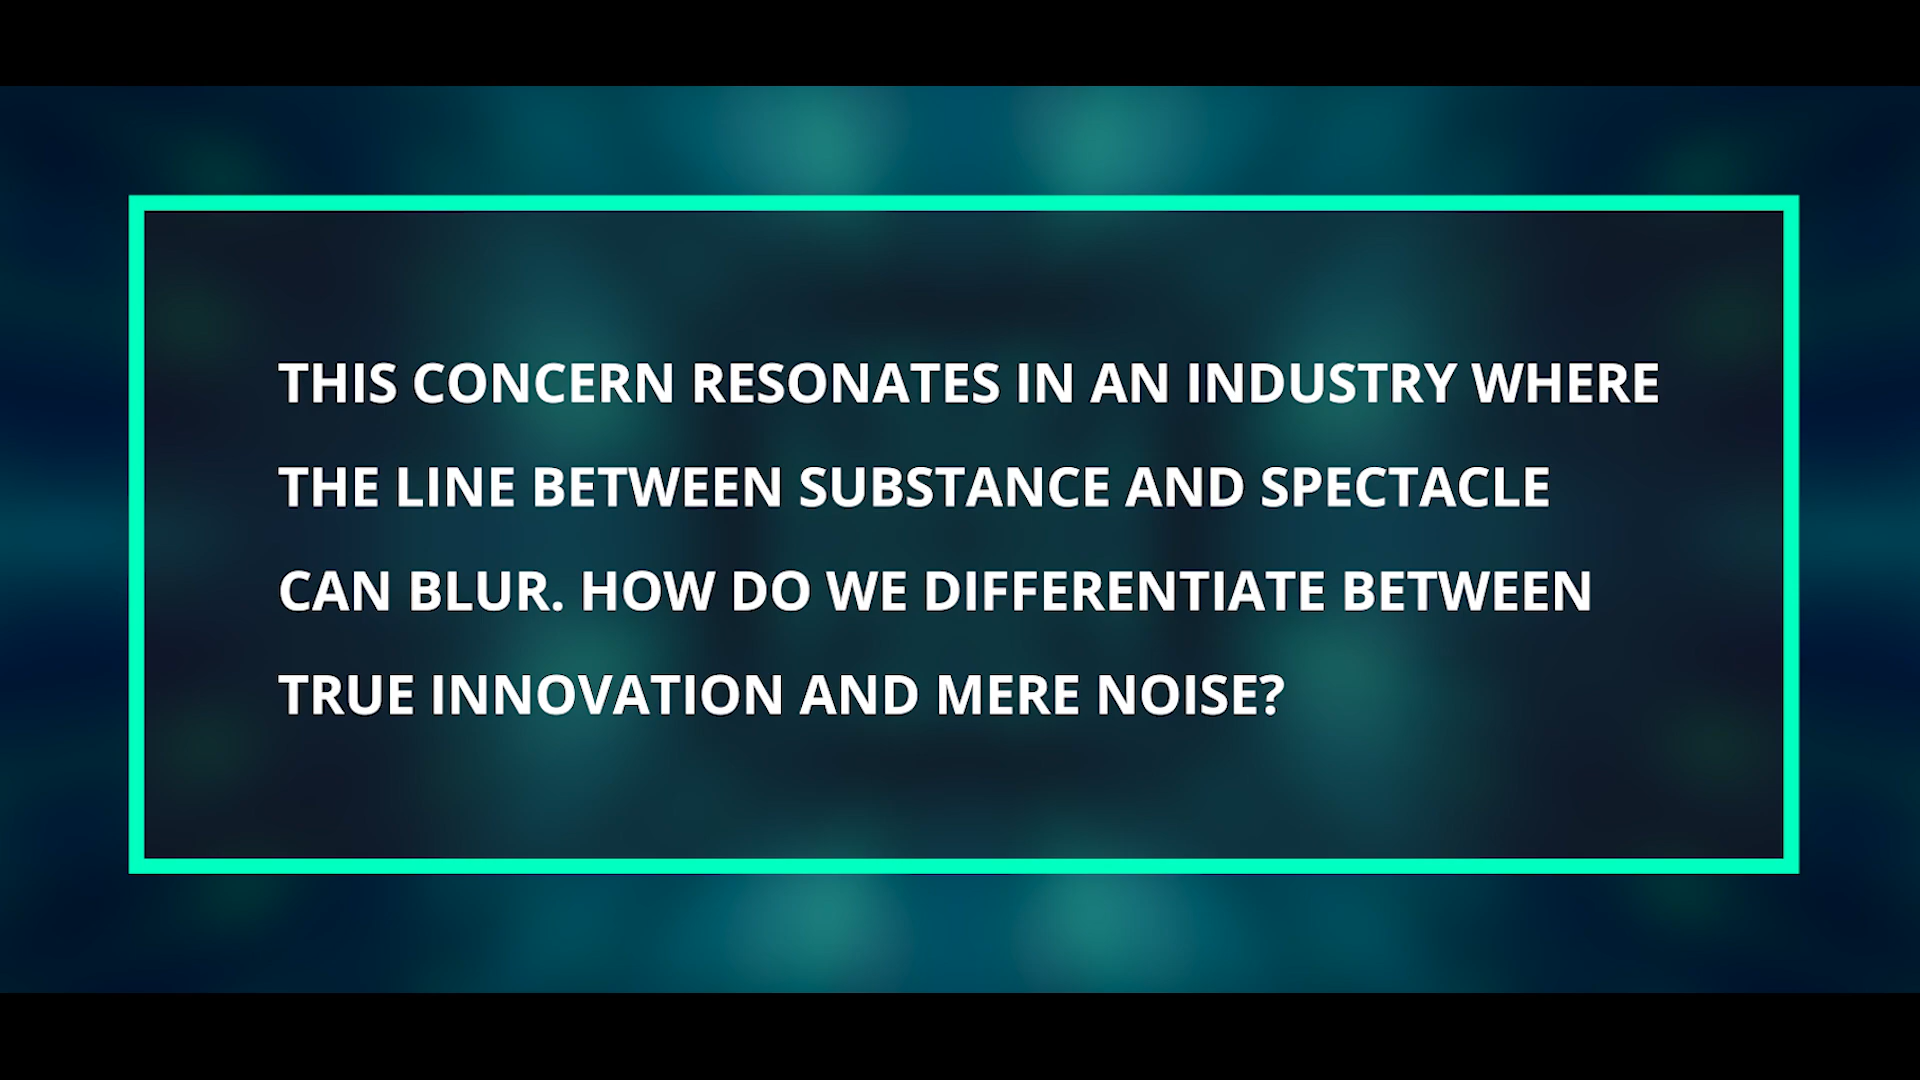 THIS CONCERN RESONATES IN AN INDUSTRY WHERE
THE LINE BETWEEN SUBSTANCE AND SPECTACLE
CAN BLUR. HOW DO WE DIFFERENTIATE BETWEEN
TRUE INNOVATION AND MERE NOISE?